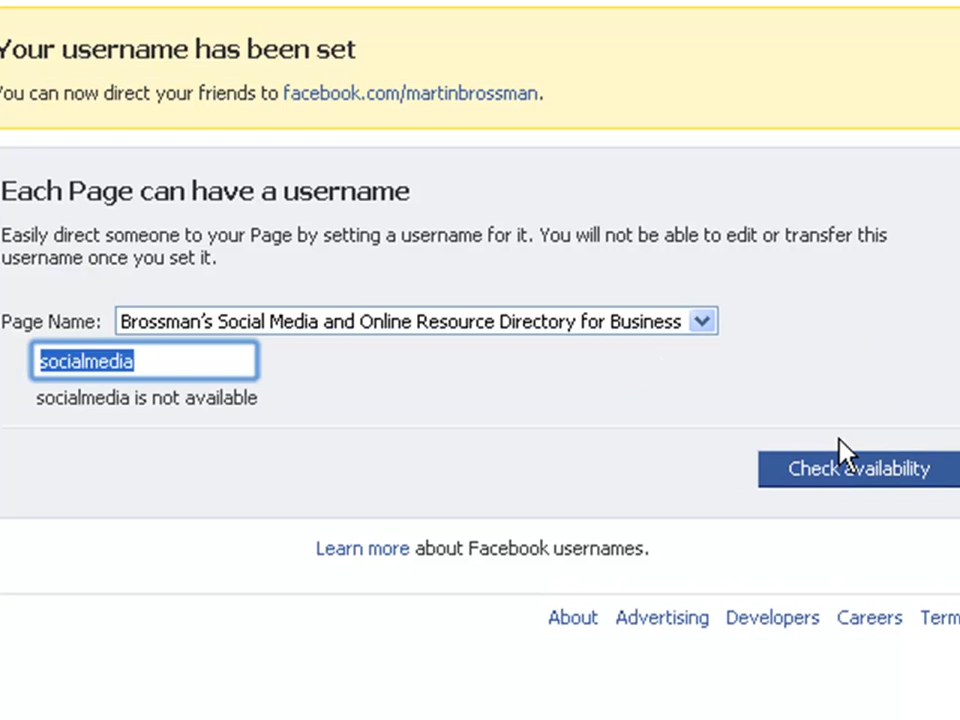 Your username has been set
You can now direct your friends to facebook.com/martinbrossman.
Each Page can have a username
Easily direct someone to your Page by setting a username for it. You will not be able to edit or transfer this
username once you set it.
Page Name: Brossman's Social Media and Online Resource Directory for Business
socialmedia
socialmedia is not available
Check availability
Learn more about Facebook usernames.
About Advertising Developers Careers Term